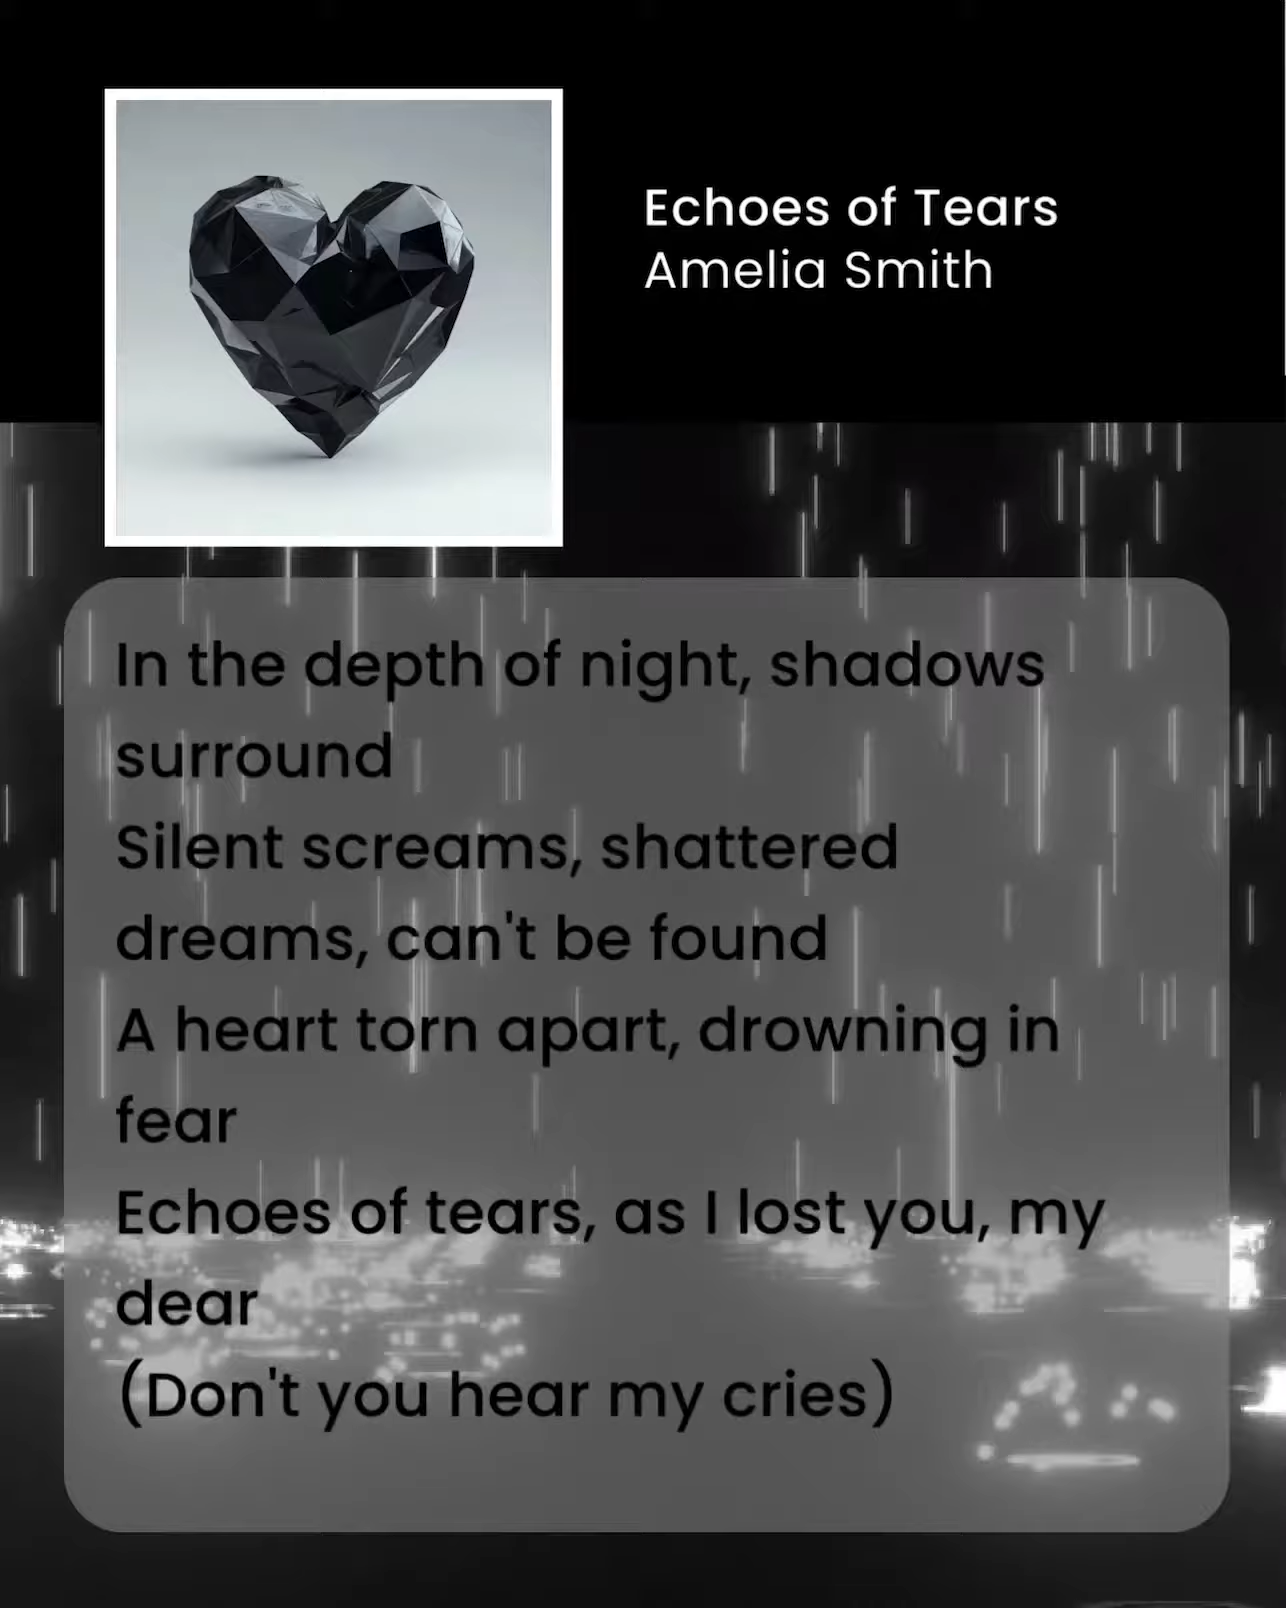 Echoes of Tears
Amelia Smith
In the depth of night, shadows
surround
Silent screams, shattered
dreams, can't be found
A heart torn apart, drowning in
fear
Echoes of tears, as I lost you, my
dear
(Don't you hear my cries)